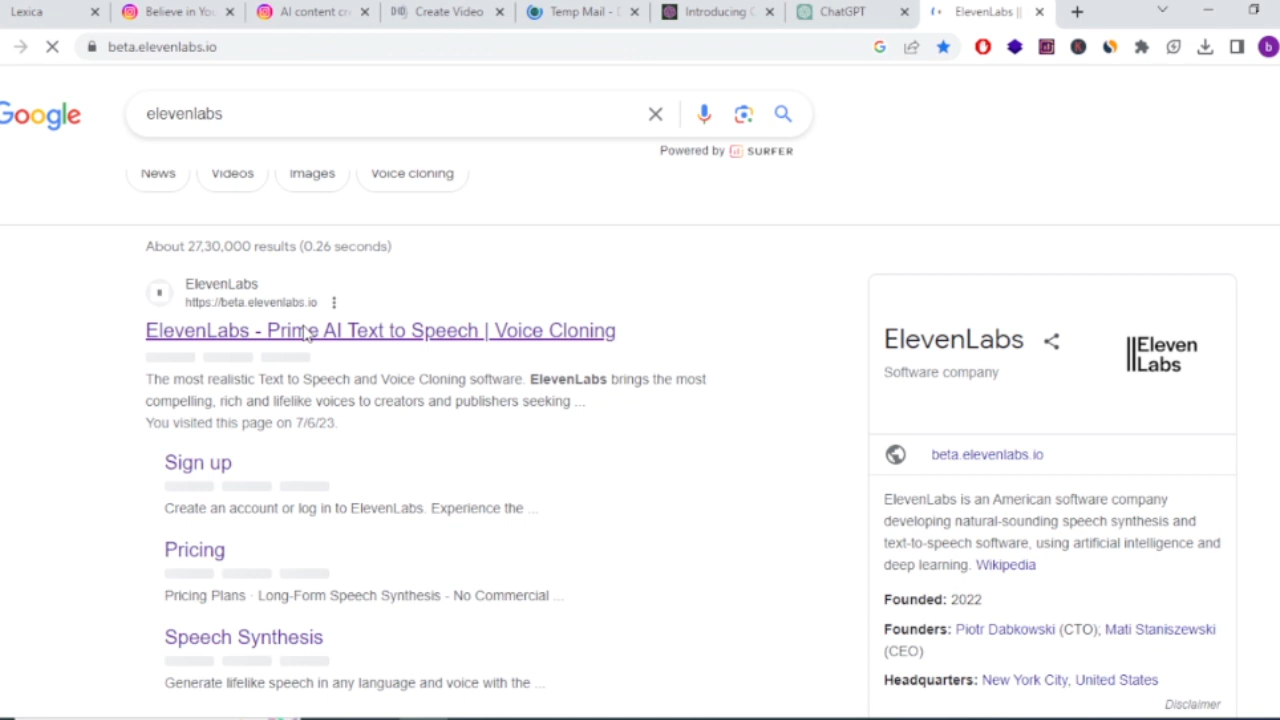 Lexica
Believe in You
AI content cr
Create Video
Temp Mail - D
Introducing C
ChatGPT
ElevenLabs ||
beta.elevenlabs.io
b
Google
elevenlabs
Powered by SURFER
News
Videos
Images
Voice cloning
About 27,30,000 results (0.26 seconds)
ElevenLabs
https://beta.elevenlabs.io
ElevenLabs - Prime AI Text to Speech | Voice Cloning
The most realistic Text to Speech and Voice Cloning software. ElevenLabs brings the most
compelling, rich and lifelike voices to creators and publishers seeking ...
You visited this page on 7/6/23.
Sign up
Create an account or log in to ElevenLabs. Experience the ...
Pricing
Pricing Plans · Long-Form Speech Synthesis - No Commercial ...
Speech Synthesis
Generate lifelike speech in any language and voice with the ...
ElevenLabs
Software company
||Eleven
Labs
beta.elevenlabs.io
ElevenLabs is an American software company
developing natural-sounding speech synthesis and
text-to-speech software, using artificial intelligence and
deep learning. Wikipedia
Founded: 2022
Founders: Piotr Dabkowski (CTO); Mati Staniszewski
(CEO)
Headquarters: New York City, United States
Disclaimer